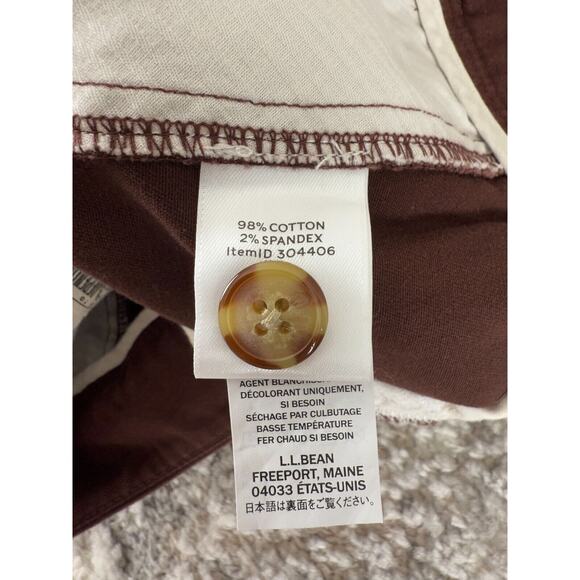 98% COTTON
2% SPANDEX
ItemID 304406
DÉCOLORANT UNIQUEMENT,
SI BESOIN
SÉCHAGE PAR CULBUTAGE
BASSE TEMPÉRATURE
FER CHAUD SI BESOIN
L.L.BEAN
FREEPORT, MAINE
04033 ÉTATS-UNIS
日本語は裏面をご覧ください。